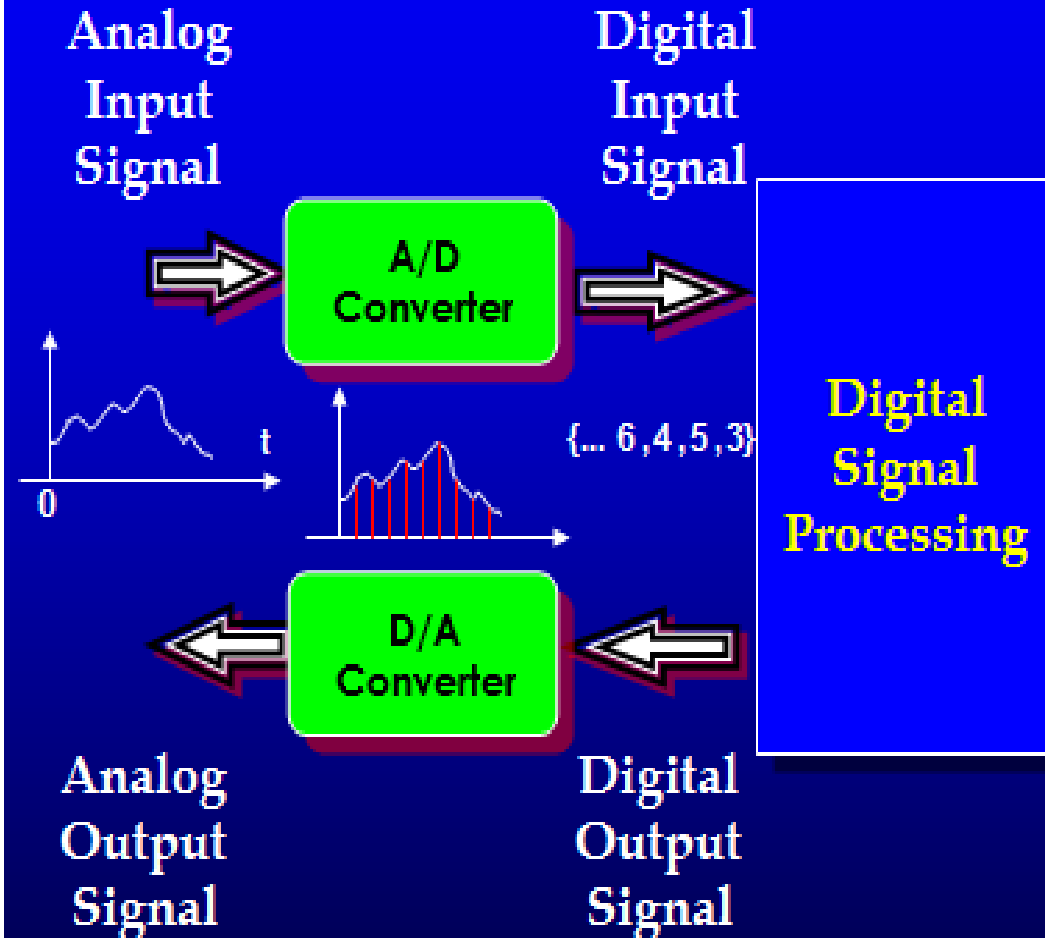 Analog
Input
Signal
Digital
Input
Signal
A/D
Converter
t
0
{... 6,4,5,3}
Digital
Signal
Processing
D/A
Converter
Analog
Output
Signal
Digital
Output
Signal